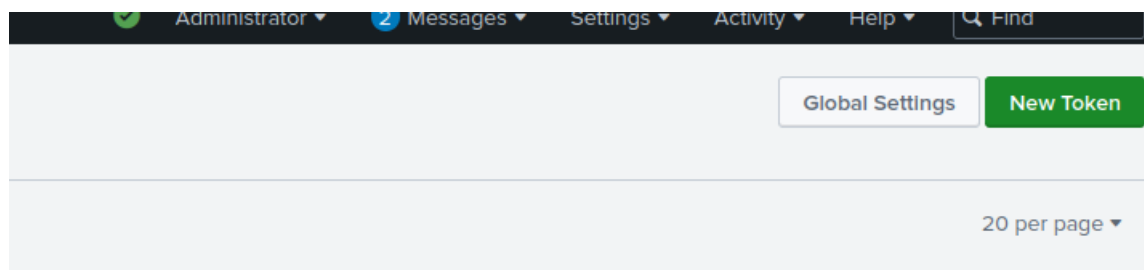 Administrator 2 Messages Settings Activity Help Find
Global Settings New Token
20 per page